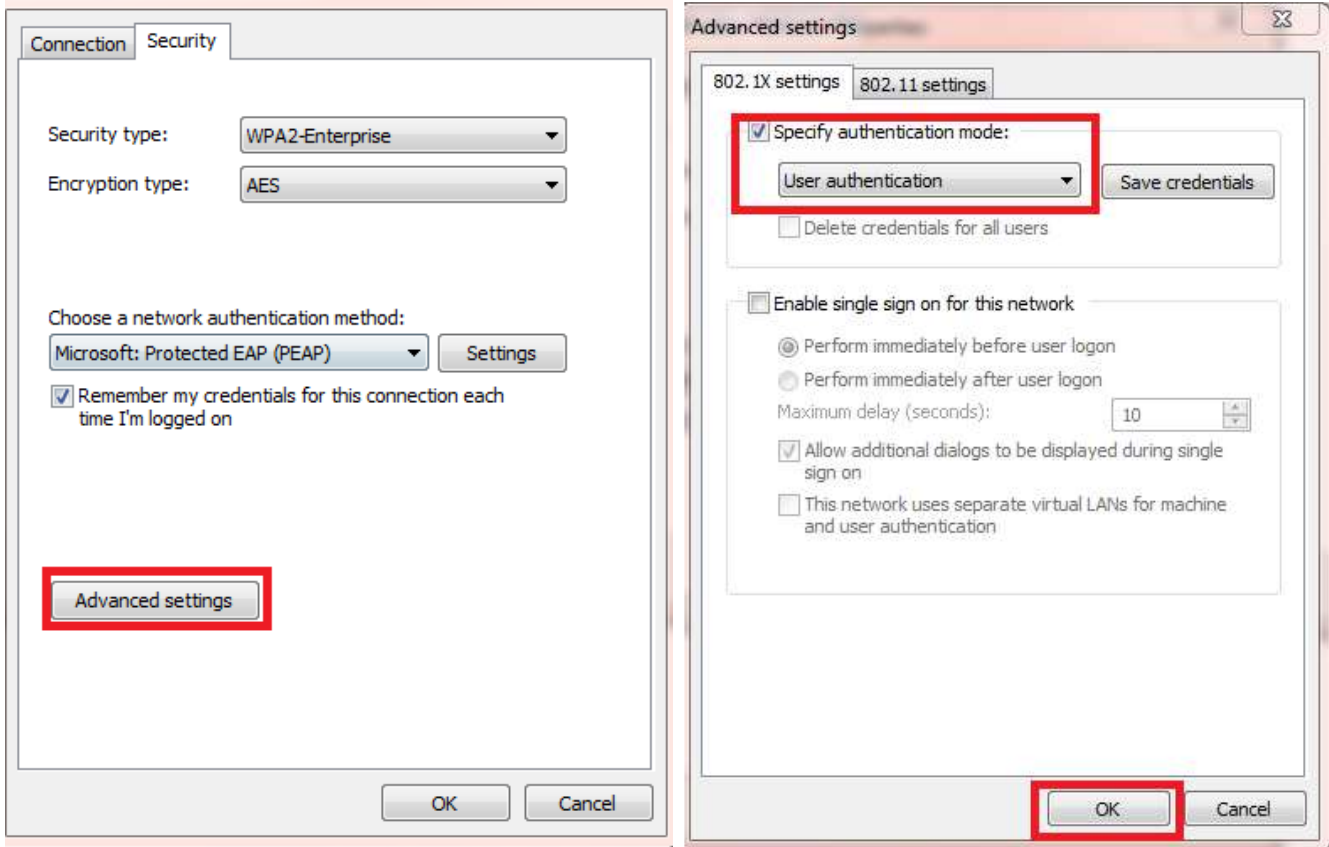 Connection
Security
Security type:
WPA2-Enterprise
Encryption type:
AES
Choose a network authentication method:
Microsoft: Protected EAP (PEAP)
Settings
Remember my credentials for this connection each
time I'm logged on
Advanced settings
OK
Cancel
Advanced settings
802.1X settings
802.11 settings
Specify authentication mode:
User authentication
Save credentials
Delete credentials for all users
Enable single sign on for this network
Perform immediately before user logon
Perform immediately after user logon
Maximum delay (seconds):
10
Allow additional dialogs to be displayed during single
sign on
This network uses separate virtual LANs for machine
and user authentication
OK
Cancel